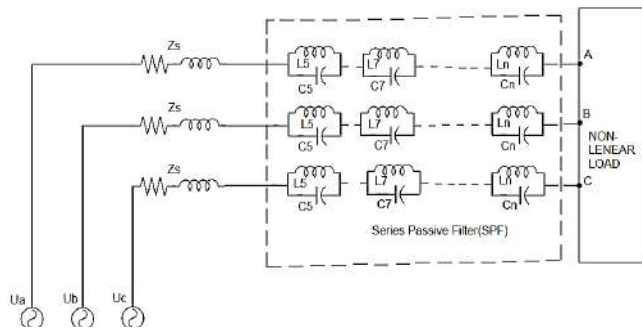 Zs
L5
C5
L7
C7
Ln
Cn
A
Zs
L5
C5
L7
C7
Ln
Cn
B
NON-
LENEAR
LOAD
Zs
L5
C5
L7
C7
Ln
Cn
C
Series Passive Filter(SPF)
Ua
Ub
Uc